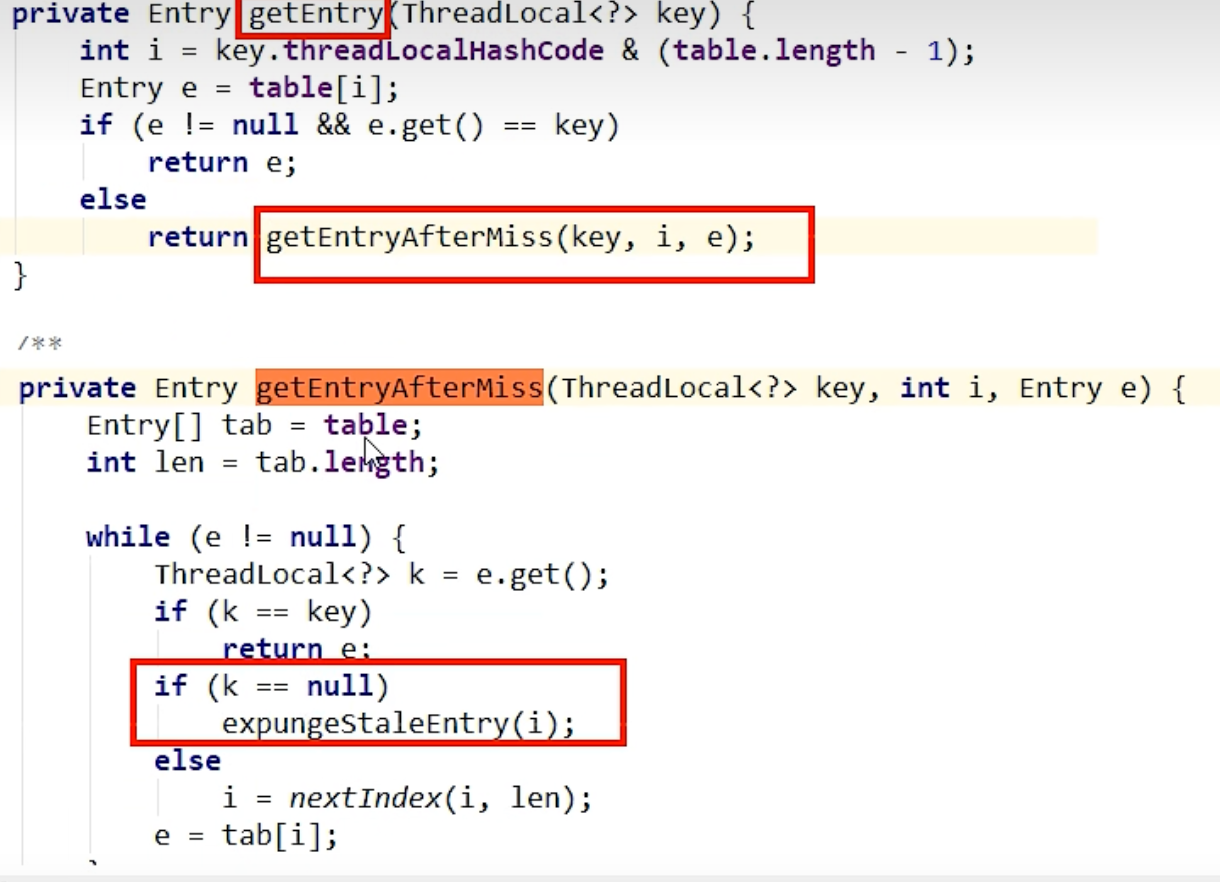 private Entry getEntry(ThreadLocal<?> key) {
int i = key.threadLocalHashCode & (table.length - 1);
Entry e = table[i];
if (e != null && e.get() == key)
return e;
else
return getEntryAfterMiss(key, i, e);
}
/**
private Entry getEntryAfterMiss(ThreadLocal<?> key, int i, Entry e) {
Entry[] tab = table;
int len = tab.length;
while (e != null) {
ThreadLocal<?> k = e.get();
if (k == key)
return e;
if (k == null)
expungeStaleEntry(i);
else
i = nextIndex(i, len);
e = tab[i];